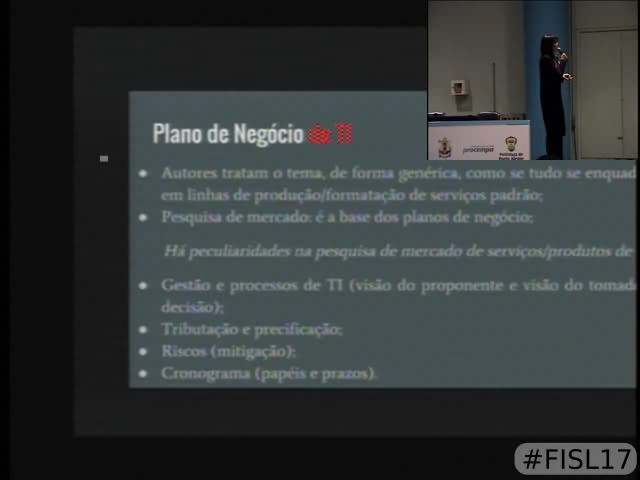 Plano de Negócio de TI
Autores tratam o tema, de forma genérica, como se tudo se enquad
em linhas de produção/formatação de serviços padrão;
Pesquisa de mercado: é a base dos planos de negócio;
Há peculiaridades na pesquisa de mercado de serviços/produtos de
Gestão e processos de TI (visão do proponente e visão do tomado
decisão);
Tributação e precificação;
Riscos (mitigação);
Cronograma (papéis e prazos).
procempa
#FISL17